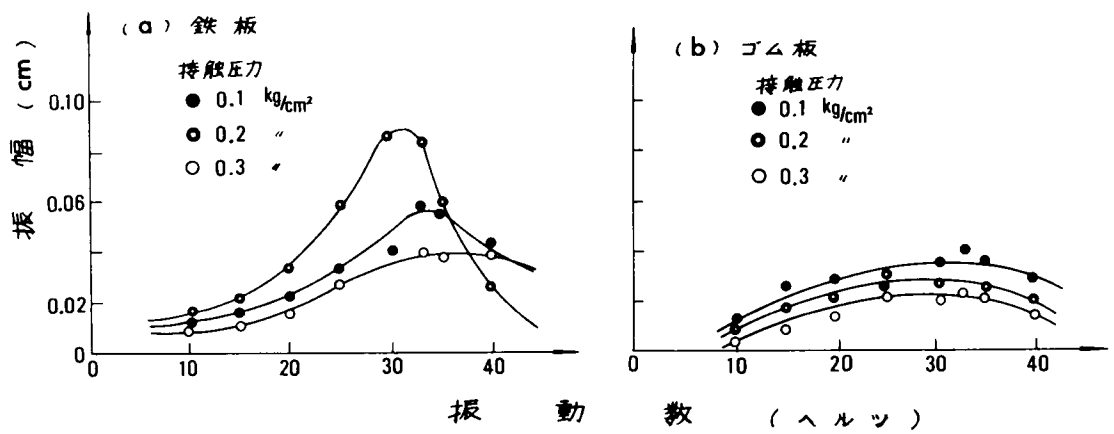 (a) 鉄板
接触圧力
● 0.1 kg/cm²
◉ 0.2 〃
○ 0.3 〃
振幅 (cm)
0.10
0.06
0.02
0
0 10 20 30 40
(b) ゴム板
接触圧力
● 0.1 kg/cm²
◉ 0.2 〃
○ 0.3 〃
0 10 20 30 40
振動数 (ヘルツ)